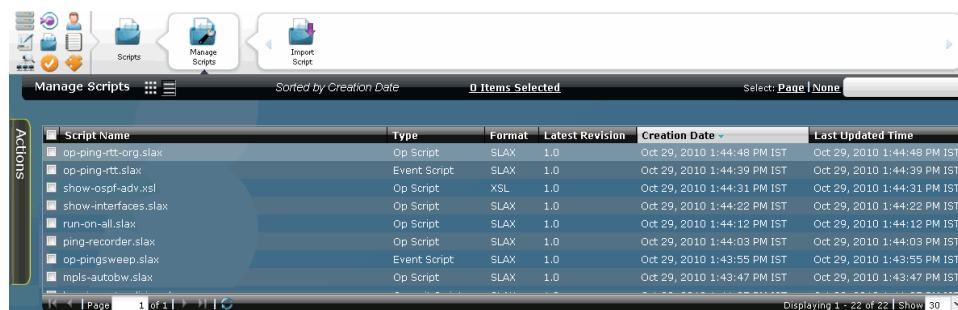 Scripts
Manage Scripts
Import Script
Manage Scripts
Sorted by Creation Date
0 Items Selected
Select: Page | None
Actions
Script Name Type Format Latest Revision Creation Date Last Updated Time
op-ping-rtt-org.slax Op Script SLAX 1.0 Oct 29, 2010 1:44:48 PM IST Oct 29, 2010 1:44:48 PM IST
op-ping-rtt.slax Event Script SLAX 1.0 Oct 29, 2010 1:44:39 PM IST Oct 29, 2010 1:44:39 PM IST
show-ospf-adv.xsl Op Script XSL 1.0 Oct 29, 2010 1:44:31 PM IST Oct 29, 2010 1:44:31 PM IST
show-interfaces.slax Op Script SLAX 1.0 Oct 29, 2010 1:44:22 PM IST Oct 29, 2010 1:44:22 PM IST
run-on-all.slax Op Script SLAX 1.0 Oct 29, 2010 1:44:12 PM IST Oct 29, 2010 1:44:12 PM IST
ping-recorder.slax Op Script SLAX 1.0 Oct 29, 2010 1:44:03 PM IST Oct 29, 2010 1:44:03 PM IST
op-pingsweep.slax Event Script SLAX 1.0 Oct 29, 2010 1:43:55 PM IST Oct 29, 2010 1:43:55 PM IST
mpls-autobw.slax Op Script SLAX 1.0 Oct 29, 2010 1:43:47 PM IST Oct 29, 2010 1:43:47 PM IST
Page 1 of 1 Displaying 1 - 22 of 22 | Show 30